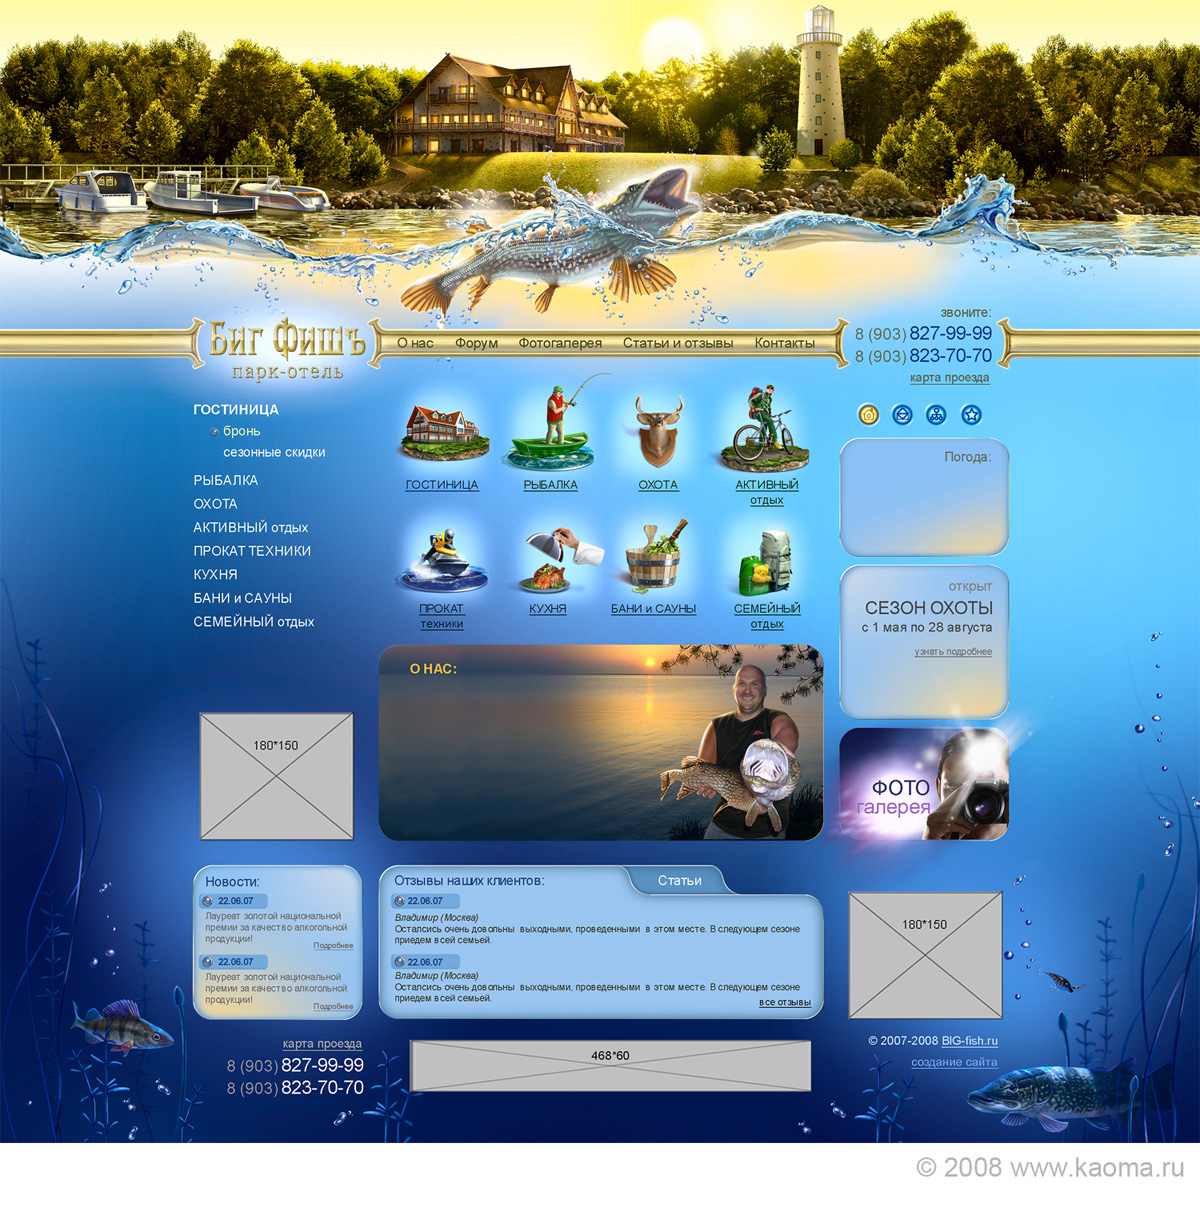 звоните:
8 (903) 827-99-99
8 (903) 823-70-70
карта проезда
Биг Фишъ
парк-отель
О нас
Форум
Фотогалерея
Статьи и отзывы
Контакты
ГОСТИНИЦА
бронь
сезонные скидки
РЫБАЛКА
ОХОТА
АКТИВНЫЙ отдых
ПРОКАТ ТЕХНИКИ
КУХНЯ
БАНИ и САУНЫ
СЕМЕЙНЫЙ отдых
ГОСТИНИЦА
РЫБАЛКА
ОХОТА
АКТИВНЫЙ
отдых
ПРОКАТ
техники
КУХНЯ
БАНИ и САУНЫ
СЕМЕЙНЫЙ
отдых
Погода:
открыт
СЕЗОН ОХОТЫ
с 1 мая по 28 августа
узнать подробнее
О НАС:
ФОТО
галерея
180*150
Новости:
22.06.07
Лауреат золотой национальной
премии за качество алкогольной
продукции!
Подробнее
22.06.07
Лауреат золотой национальной
премии за качество алкогольной
продукции!
Подробнее
Отзывы наших клиентов:
Статьи
22.06.07
Владимир (Москва)
Остались очень довольны выходными, проведенными в этом месте. В следующем сезоне
приедем всей семьей.
22.06.07
Владимир (Москва)
Остались очень довольны выходными, проведенными в этом месте. В следующем сезоне
приедем всей семьей.
все отзывы
180*150
карта проезда
8 (903) 827-99-99
8 (903) 823-70-70
468*60
© 2007-2008 BIG-fish.ru
создание сайта
© 2008 www.kaoma.ru